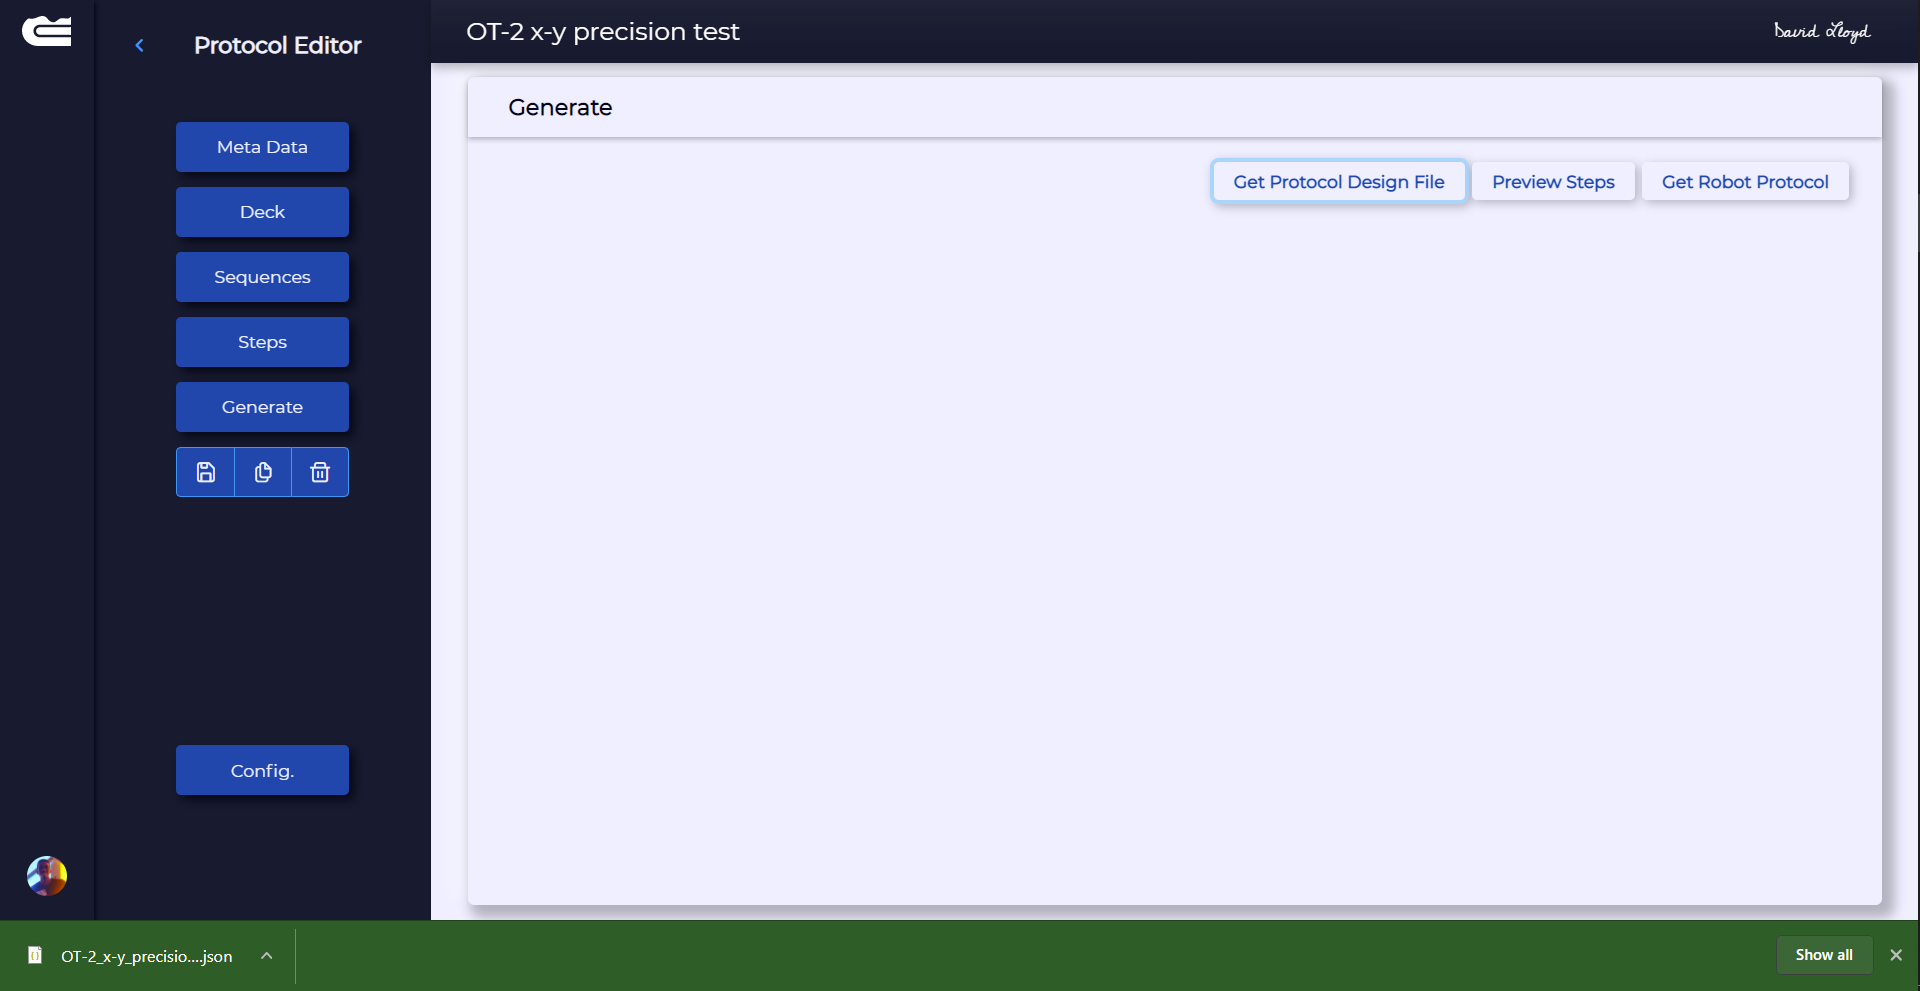 Protocol Editor
OT-2 x-y precision test
David Lloyd
Meta Data
Deck
Sequences
Steps
Generate
Config.
Generate
Get Protocol Design File
Preview Steps
Get Robot Protocol
OT-2_x-y_precisio....json
Show all